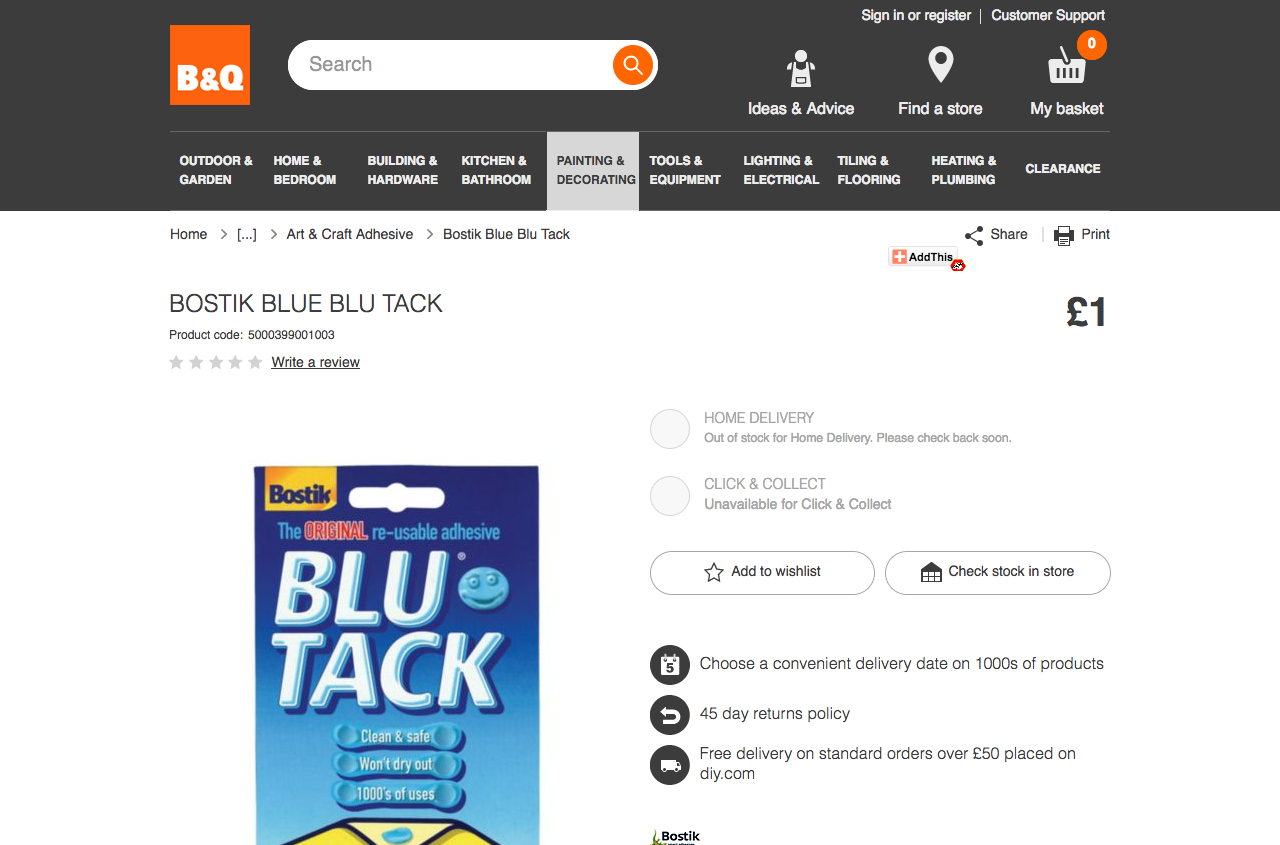 Sign in or register | Customer Support
B&Q
Search
0
Ideas & Advice
Find a store
My basket
OUTDOOR &
GARDEN
HOME &
BEDROOM
BUILDING &
HARDWARE
KITCHEN &
BATHROOM
PAINTING &
DECORATING
TOOLS &
EQUIPMENT
LIGHTING &
ELECTRICAL
TILING &
FLOORING
HEATING &
PLUMBING
CLEARANCE
Home > [...] > Art & Craft Adhesive > Bostik Blue Blu Tack
Share | Print
AddThis
BOSTIK BLUE BLU TACK
£1
Product code: 5000399001003
Write a review
HOME DELIVERY
Out of stock for Home Delivery. Please check back soon.
CLICK & COLLECT
Unavailable for Click & Collect
Add to wishlist
Check stock in store
5
Choose a convenient delivery date on 1000s of products
45 day returns policy
Free delivery on standard orders over £50 placed on
diy.com
Bostik
The ORIGINAL re-usable adhesive
BLU®
TACK
Clean & safe
Won't dry out
1000's of uses
Bostik